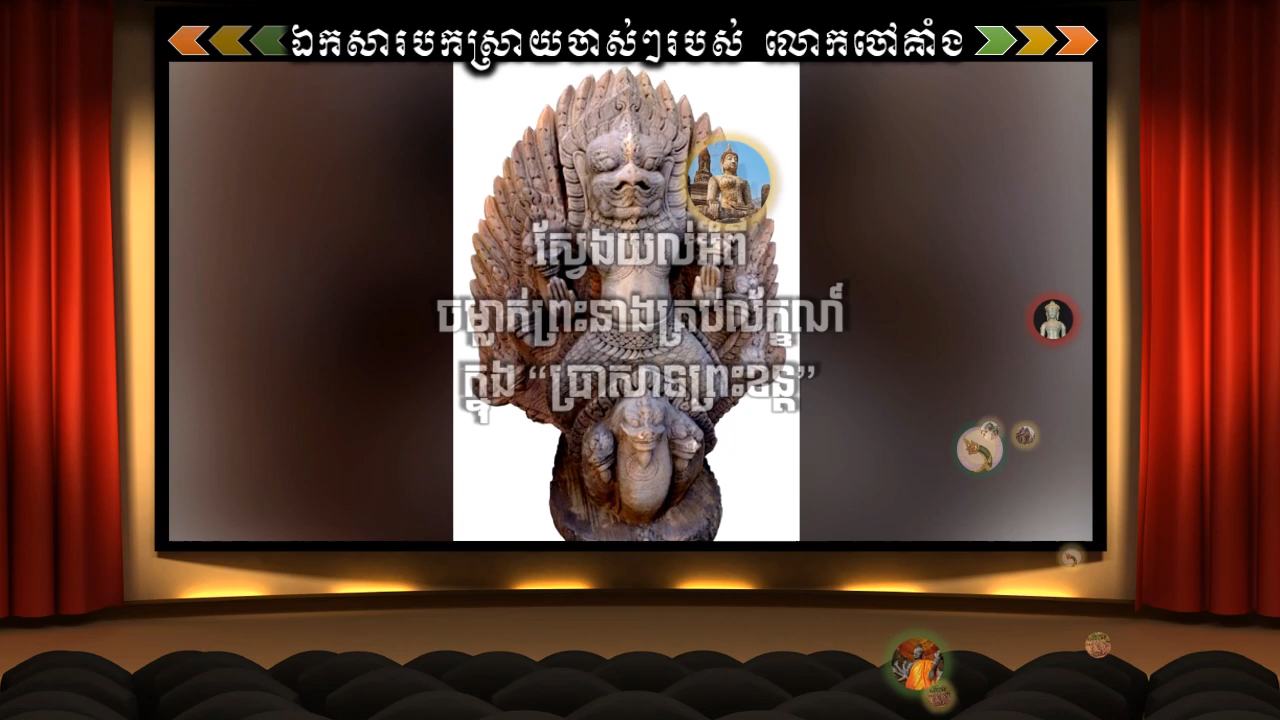 ឯកសារបកស្រាយចាស់ៗរបស់ លោកចៅគាំង
ស្វែងយល់អព
ចម្លាក់ព្រះនាងគ្រប់ល័ក្ខណ៍
ក្នុង “ប្រាសាទព្រះខន្ត”